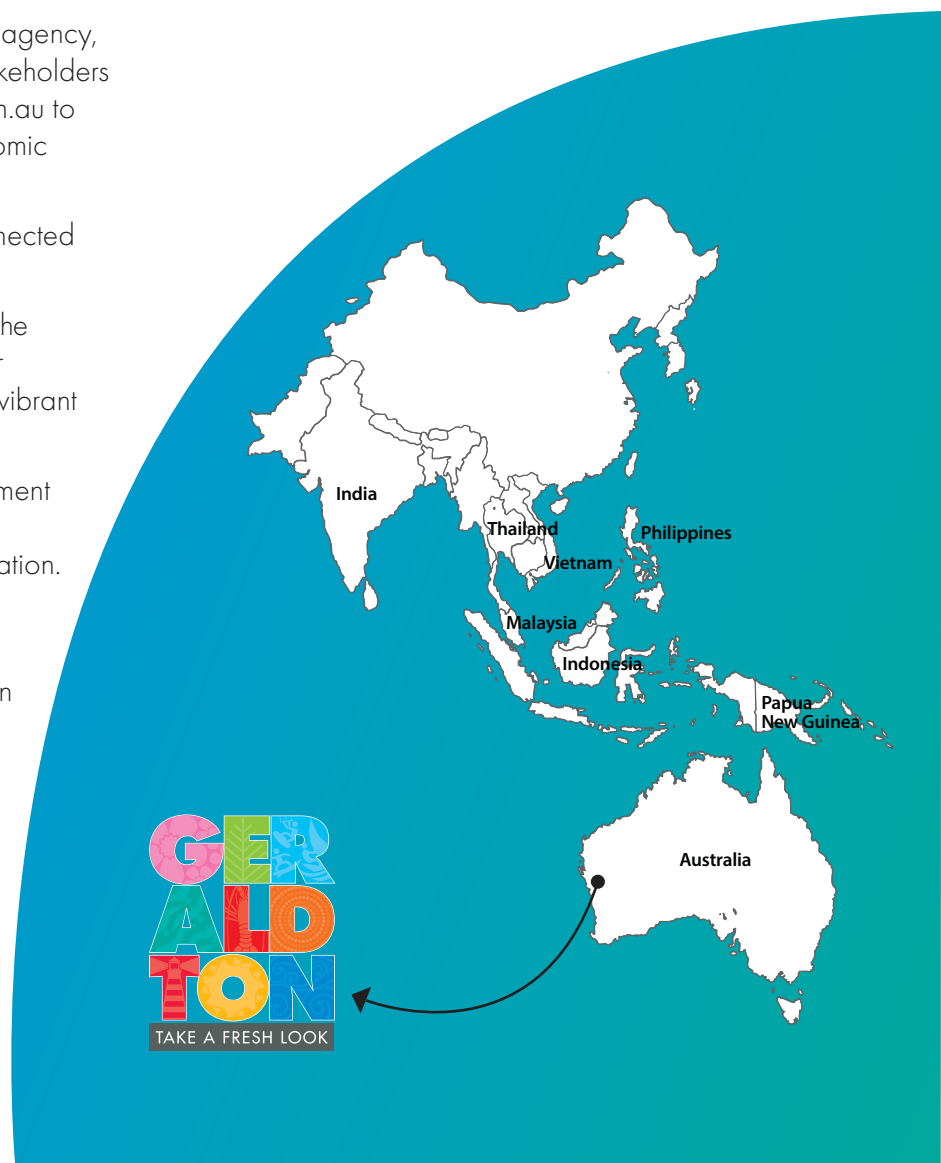 agency,
keholders
n.au to
omic
nected
he
r
vibrant
ment
ation.
n
India
Thailand
Philippines
Vietnam
Malaysia
Indonesia
Papua
New Guinea
Australia
GER
ALD
TON
TAKE A FRESH LOOK